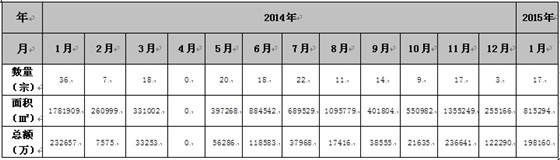 年 2014年 2015年
月 1月 2月 3月 4月 5月 6月 7月 8月 9月 10月 11月 12月 1月
数量（宗） 36 7 18 0 20 18 22 11 14 9 17 3 17
面积（㎡） 1781909 260999 331002 0 397268 884542 689529 1095779 401804 550982 1355249 255166 815294
总额（万） 232657 7575 33253 0 56286 118583 37968 17416 38555 21635 236641 122290 198160